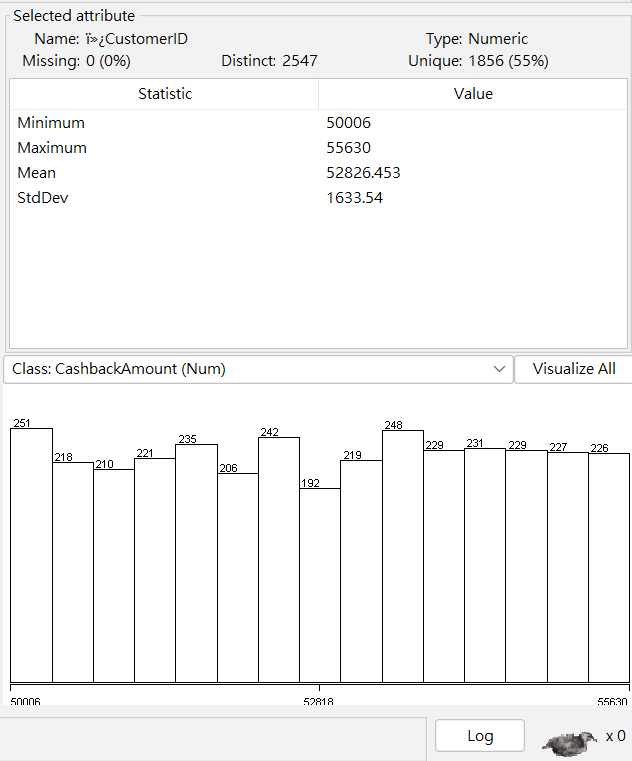 Selected attribute
Name: ï»¿CustomerID Type: Numeric
Missing: 0 (0%) Distinct: 2547 Unique: 1856 (55%)
Statistic Value
Minimum 50006
Maximum 55630
Mean 52826.453
StdDev 1633.54
Class: CashbackAmount (Num) Visualize All
251 218 210 221 235 206 242 192 219 248 229 231 229 227 226
50006 52818 55630
Log x 0